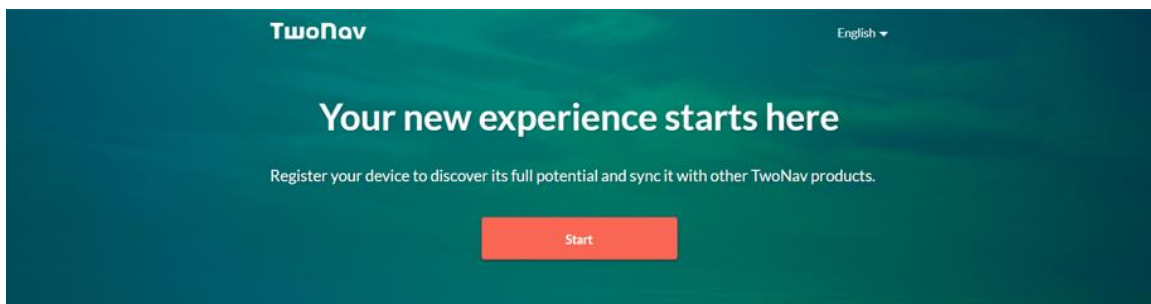 TwoNav
English
Your new experience starts here
Register your device to discover its full potential and sync it with other TwoNav products.
Start